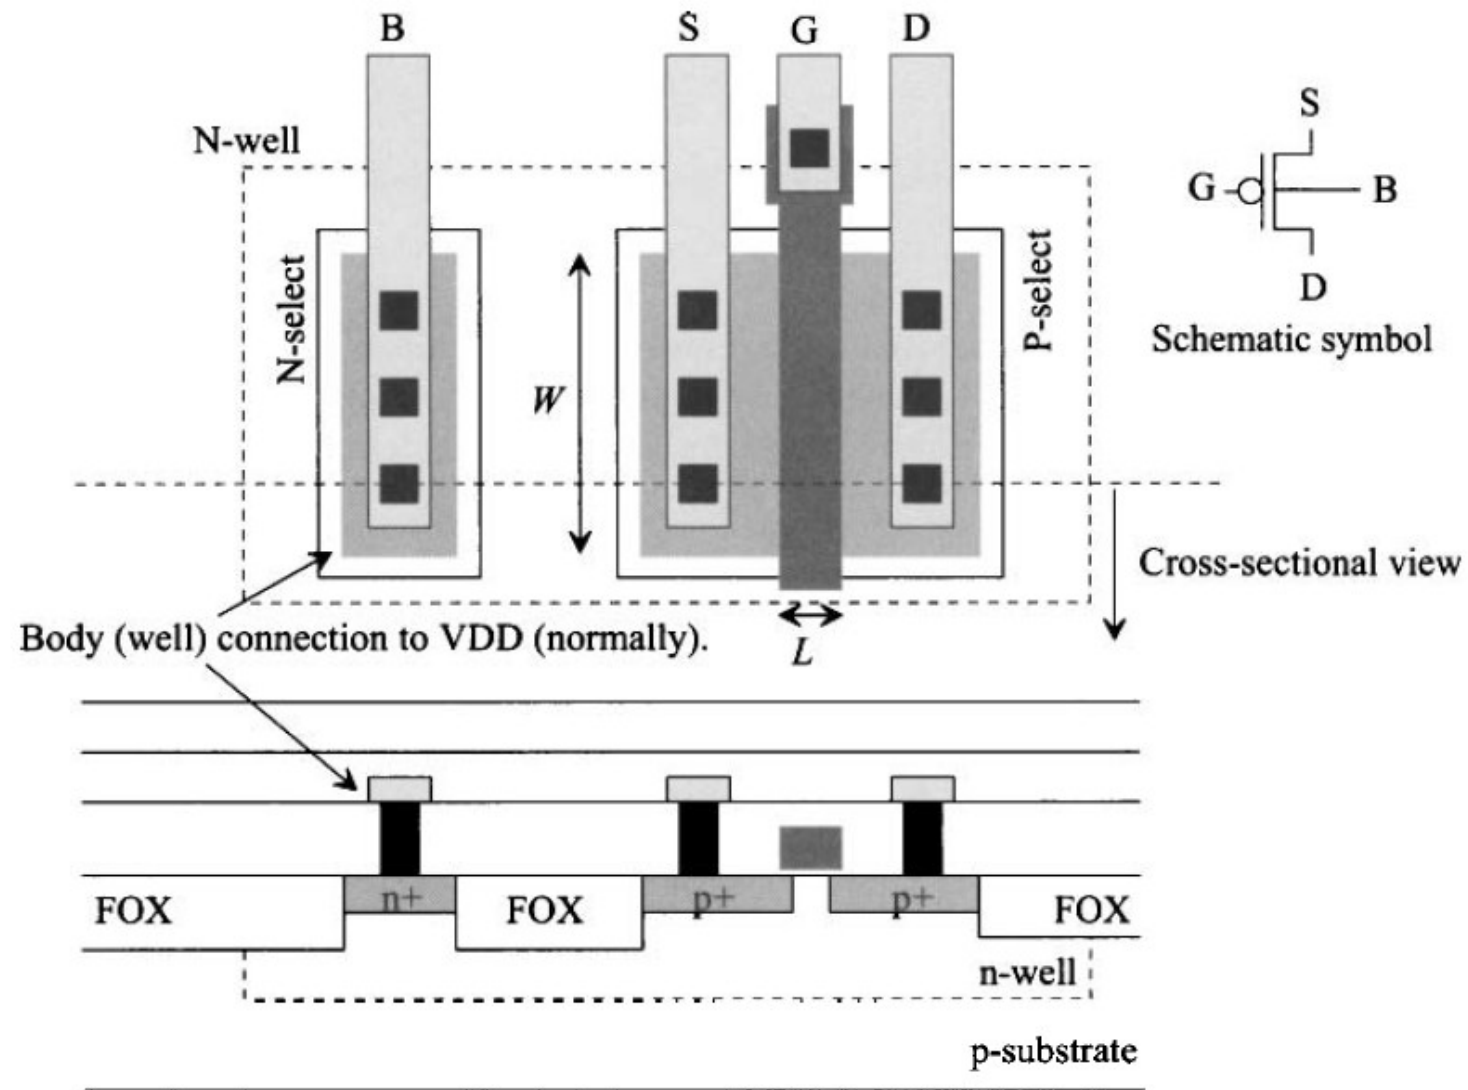 B
S
G
D
N-well
N-select
W
P-select
S
G
B
D
Schematic symbol
Cross-sectional view
Body (well) connection to VDD (normally).
L
FOX
n+
FOX
p+
p+
FOX
n-well
p-substrate